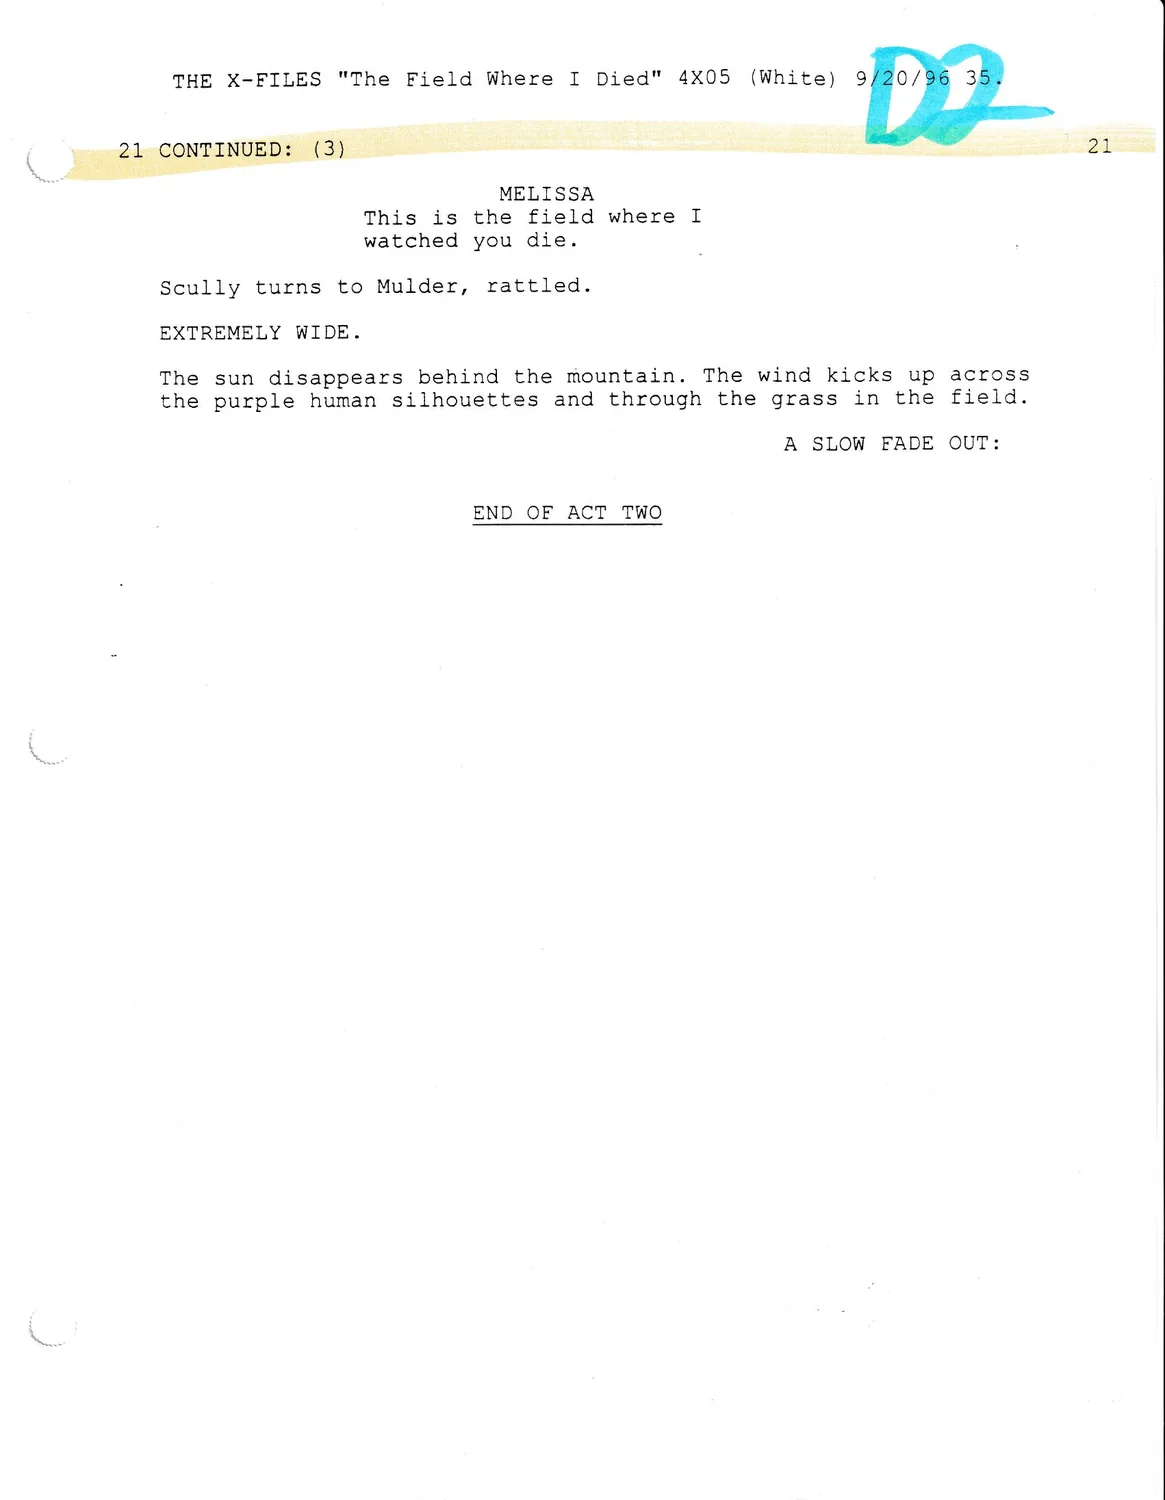 THE X-FILES "The Field Where I Died" 4X05 (White) 9/20/96 35.
D2
21 CONTINUED: (3) 21
MELISSA
This is the field where I
watched you die.
Scully turns to Mulder, rattled.
EXTREMELY WIDE.
The sun disappears behind the mountain. The wind kicks up across
the purple human silhouettes and through the grass in the field.
A SLOW FADE OUT:
END OF ACT TWO